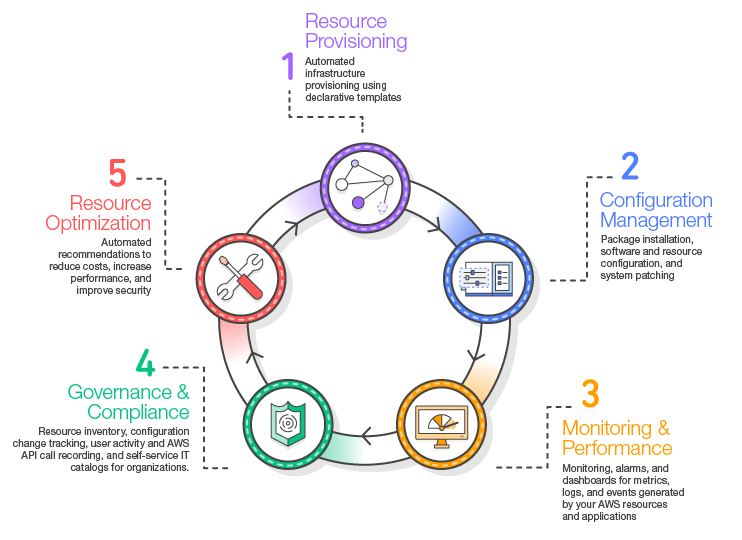 1
Resource
Provisioning
Automated
infrastructure
provisioning using
declarative templates
2
Configuration
Management
Package installation,
software and resource
configuration, and
system patching
3
Monitoring &
Performance
Monitoring, alarms, and
dashboards for metrics,
logs, and events generated
by your AWS resources
and applications
4
Governance &
Compliance
Resource inventory, configuration
change tracking, user activity and AWS
API call recording, and self-service IT
catalogs for organizations.
5
Resource
Optimization
Automated
recommendations to
reduce costs, increase
performance, and
improve security